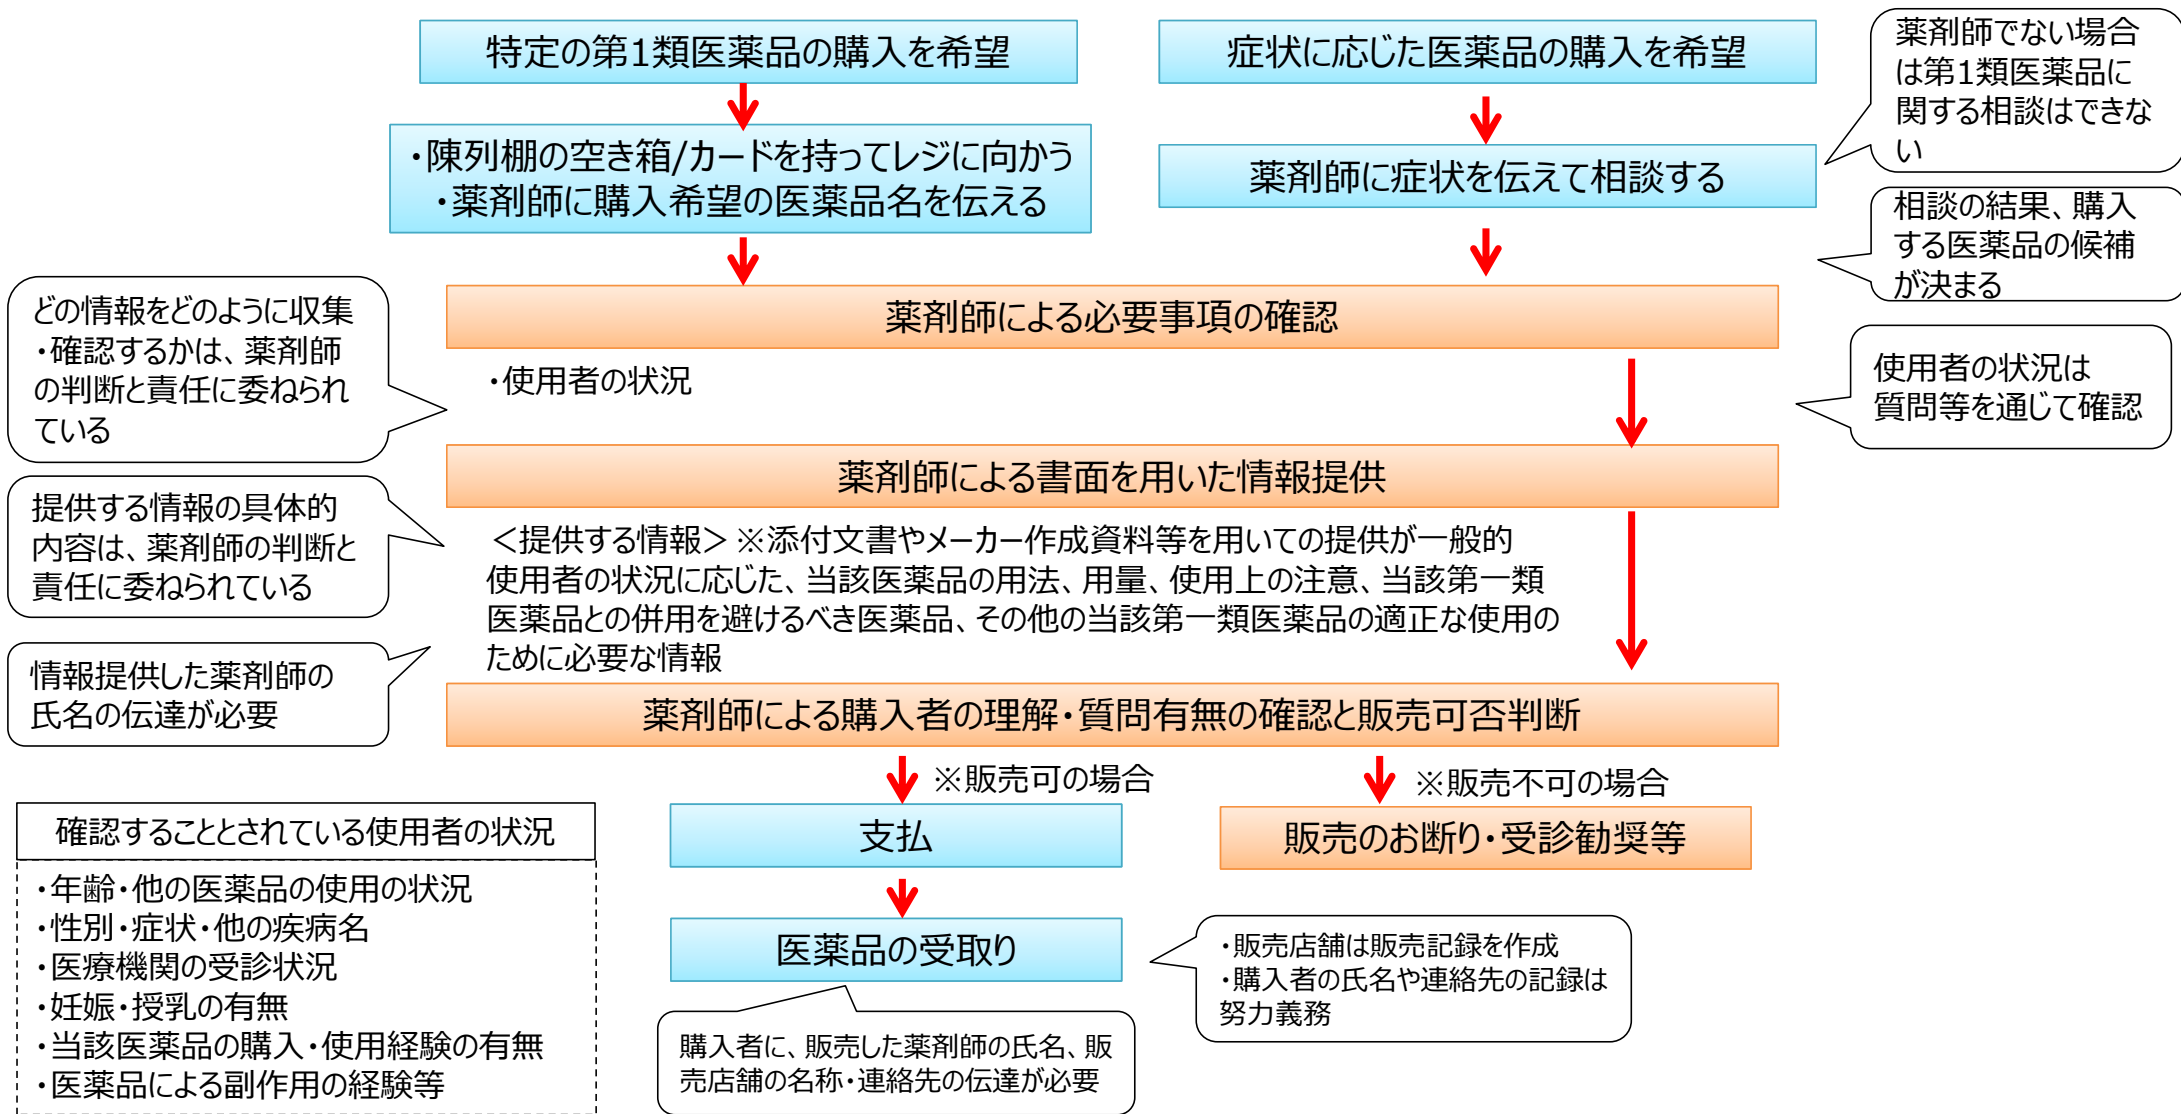 特定の第1類医薬品の購入を希望
症状に応じた医薬品の購入を希望
薬剤師でない場合
は第1類医薬品に
関する相談はできな
い
・陳列棚の空き箱/カードを持ってレジに向かう
・薬剤師に購入希望の医薬品名を伝える
薬剤師に症状を伝えて相談する
相談の結果、購入
する医薬品の候補
が決まる
どの情報をどのように収集
・確認するかは、薬剤師
の判断と責任に委ねられ
ている
薬剤師による必要事項の確認
・使用者の状況
使用者の状況は
質問等を通じて確認
薬剤師による書面を用いた情報提供
提供する情報の具体的
内容は、薬剤師の判断と
責任に委ねられている
<提供する情報> ※添付文書やメーカー作成資料等を用いての提供が一般的
使用者の状況に応じた、当該医薬品の用法、用量、使用上の注意、当該第一類
医薬品との併用を避けるべき医薬品、その他の当該第一類医薬品の適正な使用の
ために必要な情報
情報提供した薬剤師の
氏名の伝達が必要
薬剤師による購入者の理解・質問有無の確認と販売可否判断
※販売可の場合
※販売不可の場合
支払
販売のお断り・受診勧奨等
医薬品の受取り
・販売店舗は販売記録を作成
・購入者の氏名や連絡先の記録は
努力義務
購入者に、販売した薬剤師の氏名、販
売店舗の名称・連絡先の伝達が必要
確認することとされている使用者の状況
・年齢・他の医薬品の使用の状況
・性別・症状・他の疾病名
・医療機関の受診状況
・妊娠・授乳の有無
・当該医薬品の購入・使用経験の有無
・医薬品による副作用の経験等